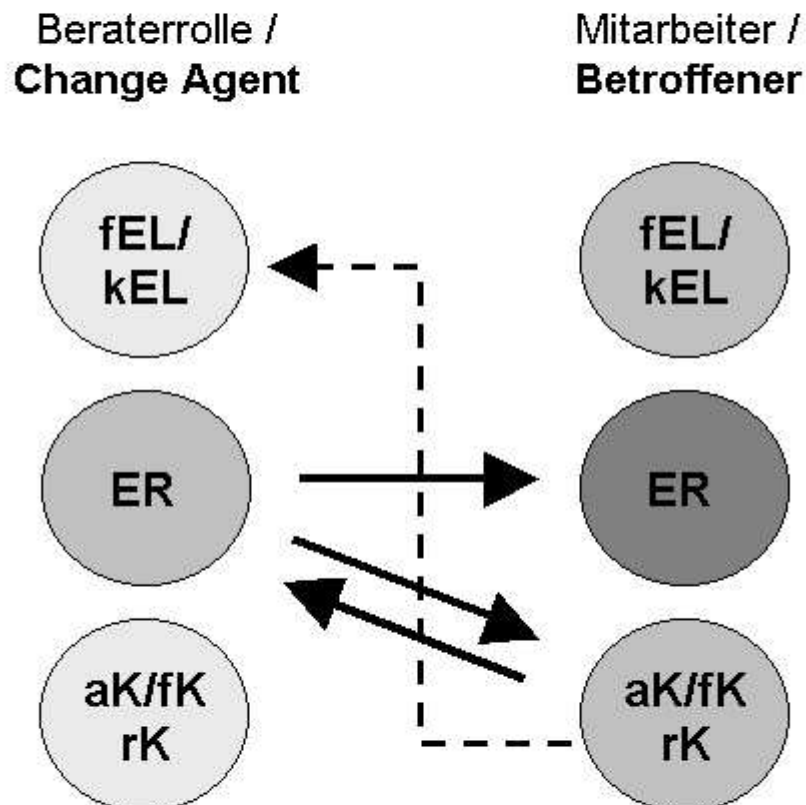 Beraterrolle /
Change Agent
Mitarbeiter /
Betroffener
fEL/
kEL
fEL/
kEL
ER
ER
aK/fK
rK
aK/fK
rK